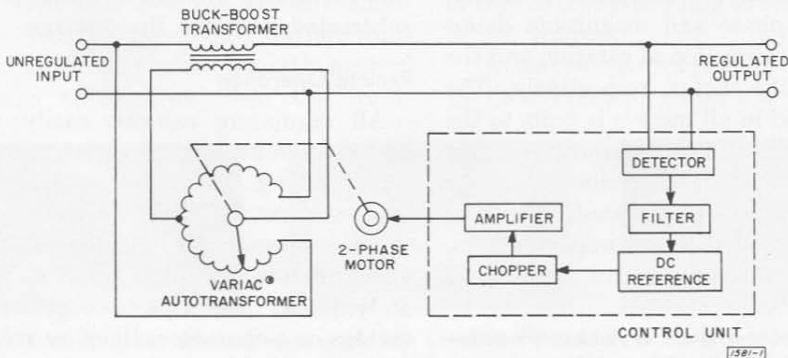 BUCK-BOOST
TRANSFORMER
UNREGULATED
INPUT
REGULATED
OUTPUT
DETECTOR
AMPLIFIER
FILTER
2-PHASE
MOTOR
CHOPPER
DC
REFERENCE
VARIAC®
AUTOTRANSFORMER
CONTROL UNIT
1581-1